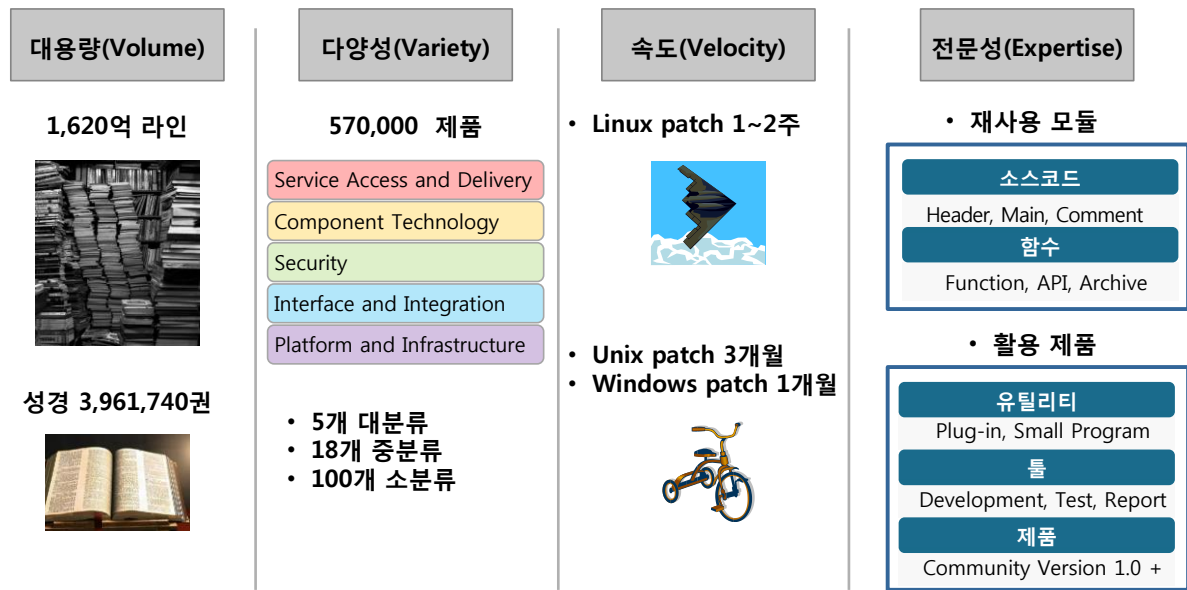 대용량(Volume)
1,620억 라인
성경 3,961,740권
다양성(Variety)
570,000 제품
Service Access and Delivery
Component Technology
Security
Interface and Integration
Platform and Infrastructure
• 5개 대분류
• 18개 중분류
• 100개 소분류
속도(Velocity)
• Linux patch 1~2주
• Unix patch 3개월
• Windows patch 1개월
전문성(Expertise)
• 재사용 모듈
소스코드
Header, Main, Comment
함수
Function, API, Archive
• 활용 제품
유틸리티
Plug-in, Small Program
툴
Development, Test, Report
제품
Community Version 1.0 +